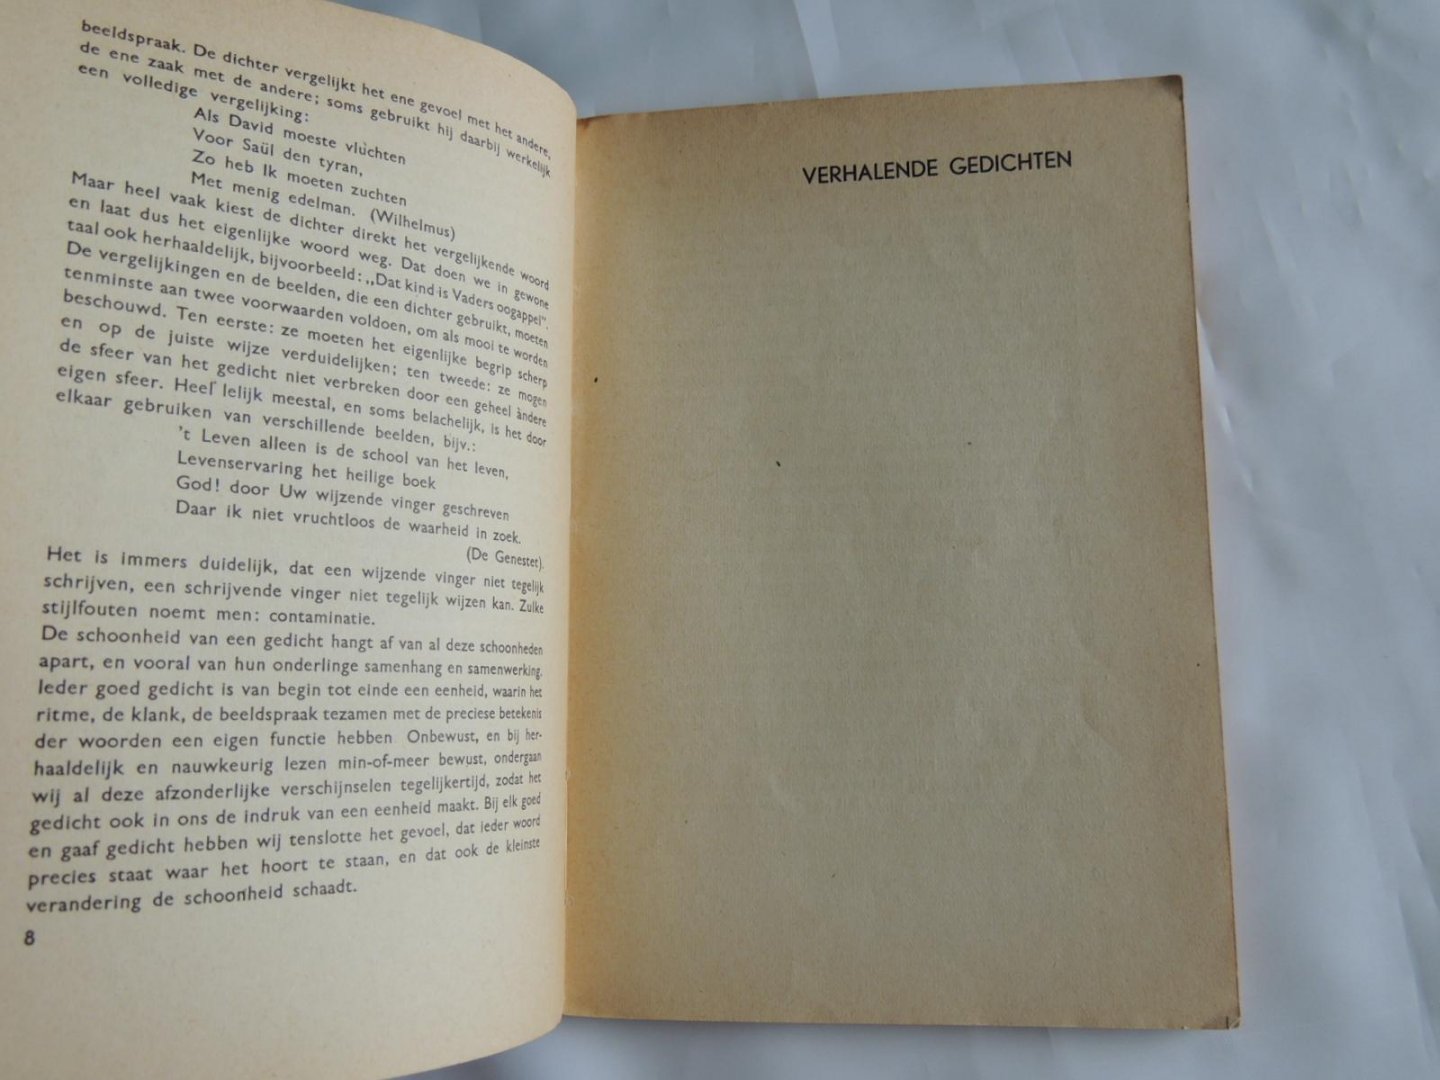 beeldspraak. De dichter vergelijkt het ene gevoel met het andere,
de ene zaak met de andere; soms gebruikt hij daarbij werkelijk
een volledige vergelijking:
Als David moeste vluchten
Voor Saül den tyran,
Zo heb Ik moeten zuchten
Met menig edelman. (Wilhelmus)
Maar heel vaak kiest de dichter direkt het vergelijkende woord
en laat dus het eigenlijke woord weg. Dat doen we in gewone
taal ook herhaaldelijk, bijvoorbeeld: „Dat kind is Vaders oogappel".
De vergelijkingen en de beelden, die een dichter gebruikt, moeten
tenminste aan twee voorwaarden voldoen, om als mooi te worden
beschouwd. Ten eerste: ze moeten het eigenlijke begrip scherp
en op de juiste wijze verduidelijken; ten tweede: ze mogen
de sfeer van het gedicht niet verbreken door een geheel àndere
eigen sfeer. Heel lelijk meestal, en soms belachelijk, is het door
elkaar gebruiken van verschillende beelden, bijv.:
't Leven alleen is de school van het leven,
Levenservaring het heilige boek
God! door Uw wijzende vinger geschreven
Daar ik niet vruchtloos de waarheid in zoek.
(De Genestet).
Het is immers duidelijk, dat een wijzende vinger niet tegelijk
schrijven, een schrijvende vinger niet tegelijk wijzen kan. Zulke
stijlfouten noemt men: contaminatie.
De schoonheid van een gedicht hangt af van al deze schoonheden
apart, en vooral van hun onderlinge samenhang en samenwerking.
Ieder goed gedicht is van begin tot einde een eenheid, waarin het
ritme, de klank, de beeldspraak tezamen met de preciese betekenis
der woorden een eigen functie hebben. Onbewust, en bij her-
haaldelijk en nauwkeurig lezen min-of-meer bewust, ondergaan
wij al deze afzonderlijke verschijnselen tegelijkertijd, zodat het
gedicht ook in ons de indruk van een eenheid maakt. Bij elk goed
en gaaf gedicht hebben wij tenslotte het gevoel, dat ieder woord
precies staat waar het hoort te staan, en dat ook de kleinste
verandering de schoonheid schaadt.
8
VERHALENDE GEDICHTEN